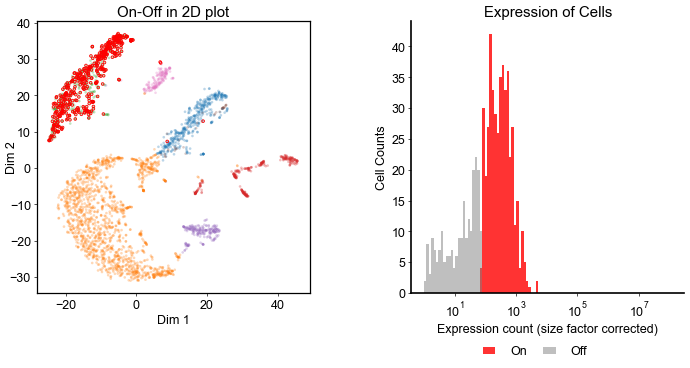 On-Off in 2D plot
Dim 2
40
30
20
10
0
−10
−20
−30
−20 0 20 40
Dim 1
Expression of Cells
Cell Counts
40
35
30
25
20
15
10
5
0
10^1 10^3 10^5 10^7
Expression count (size factor corrected)
On Off